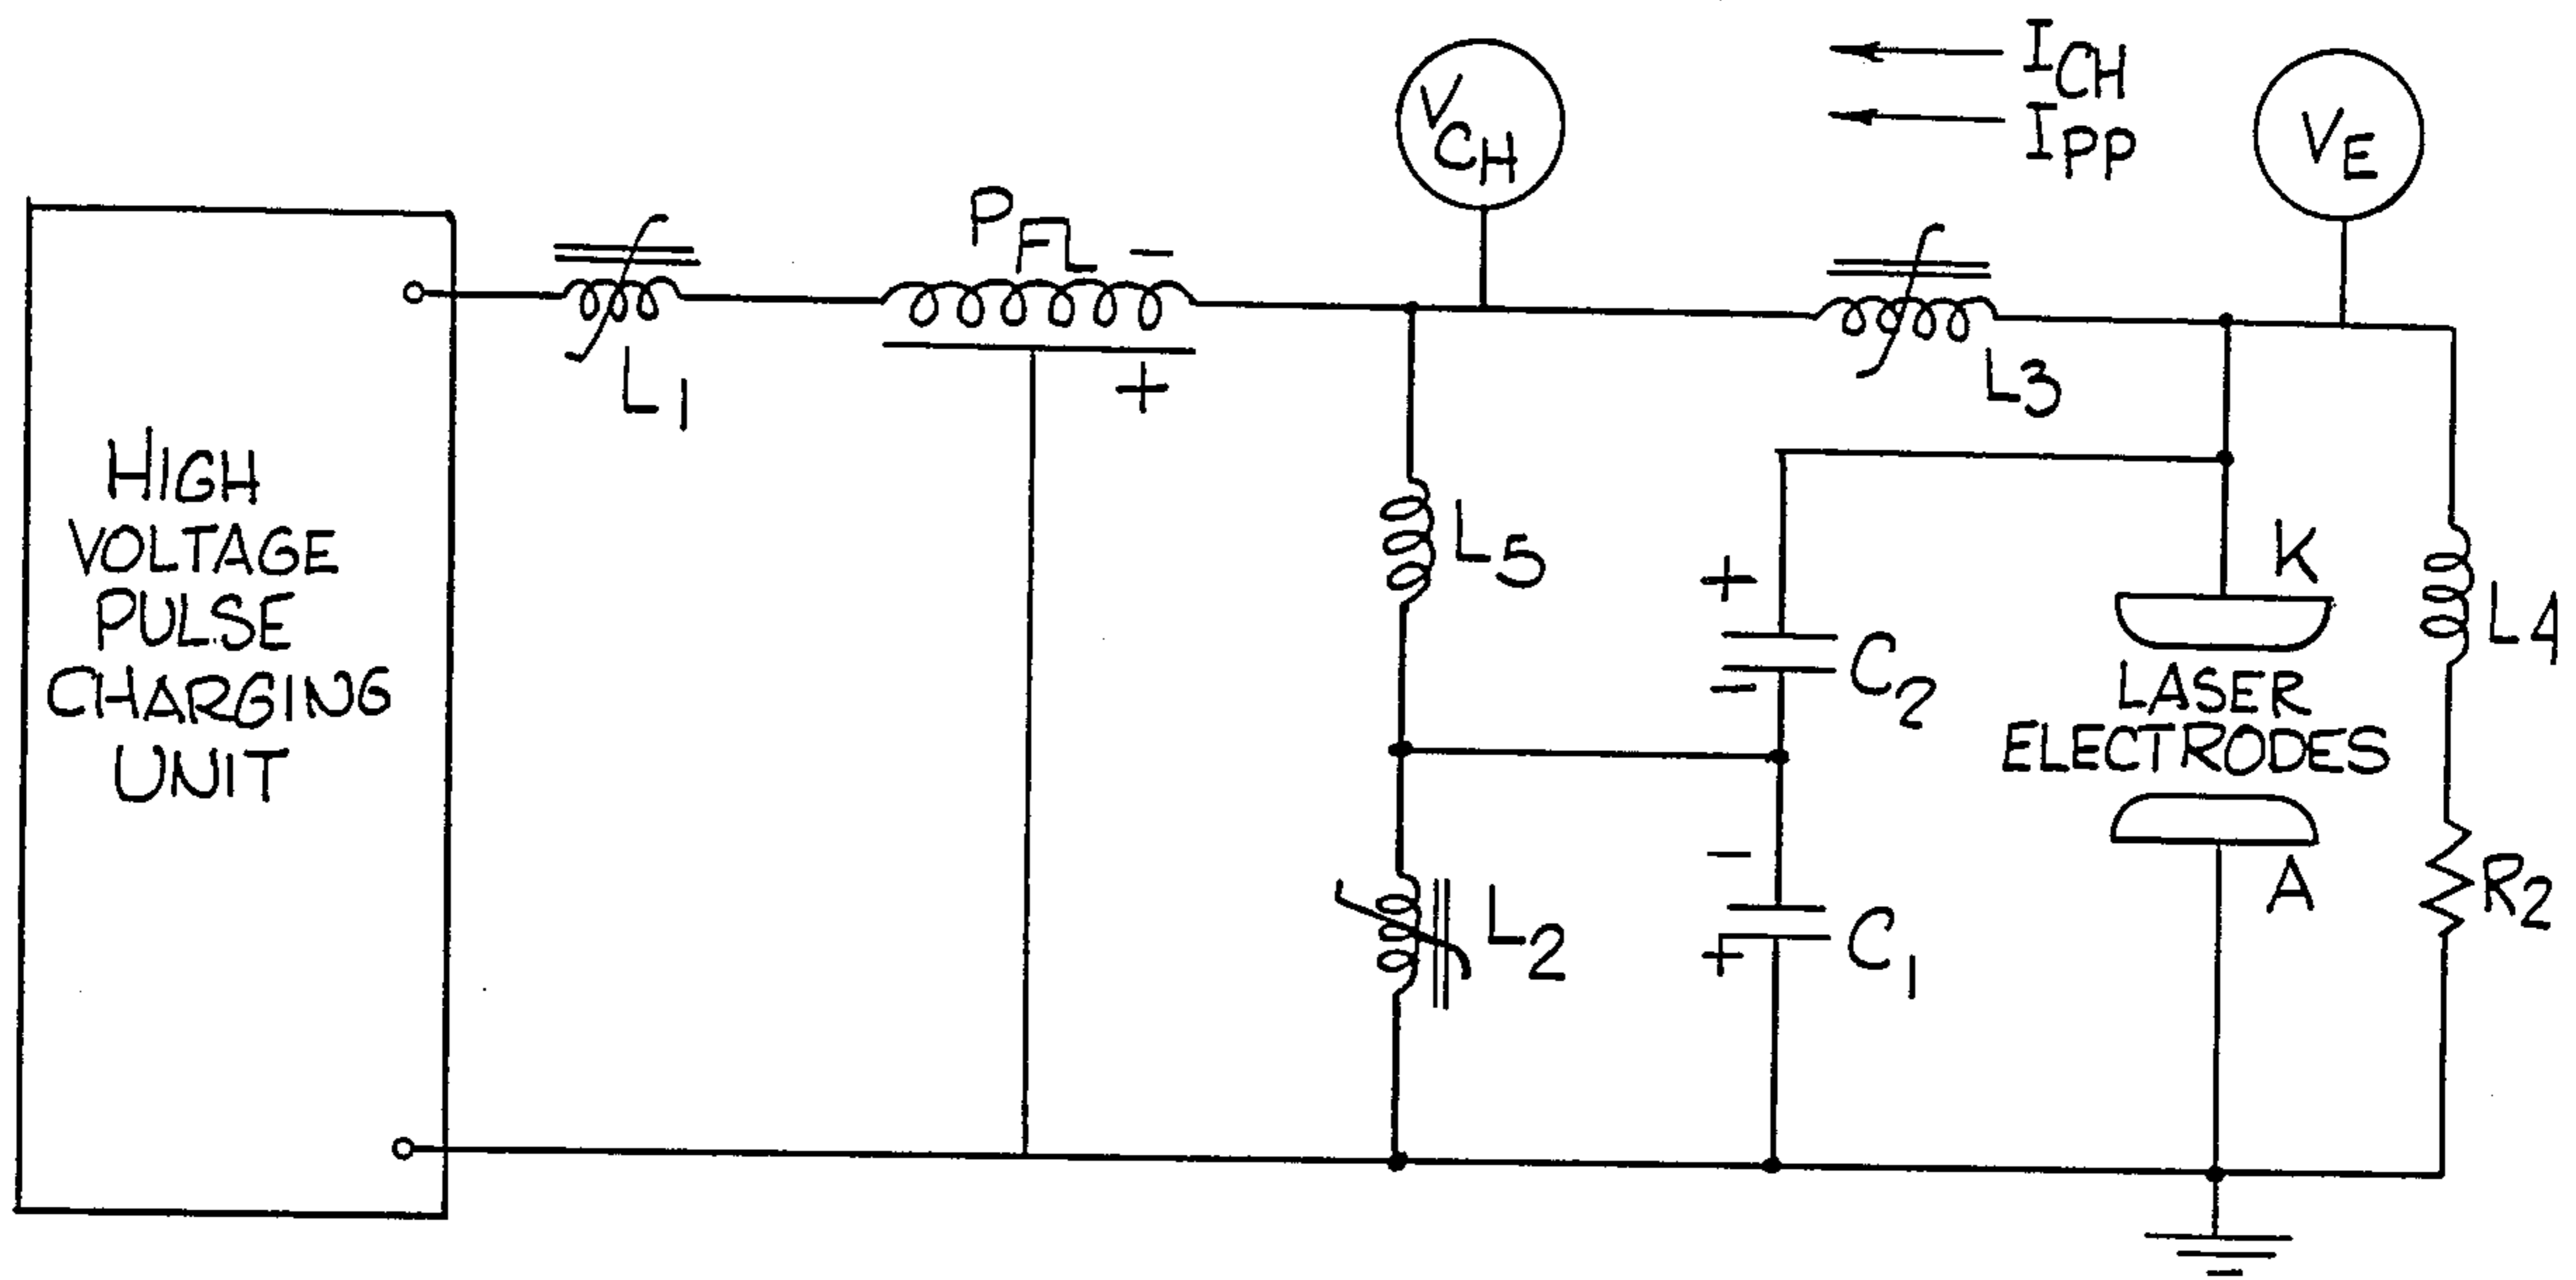 HIGH
VOLTAGE
PULSE
CHARGING
UNIT
L1
PFL
-
+
VCH
ICH
IPP
VE
L3
L5
+
-
C2
K
LASER
ELECTRODES
A
L4
R2
L2
-
+
C1